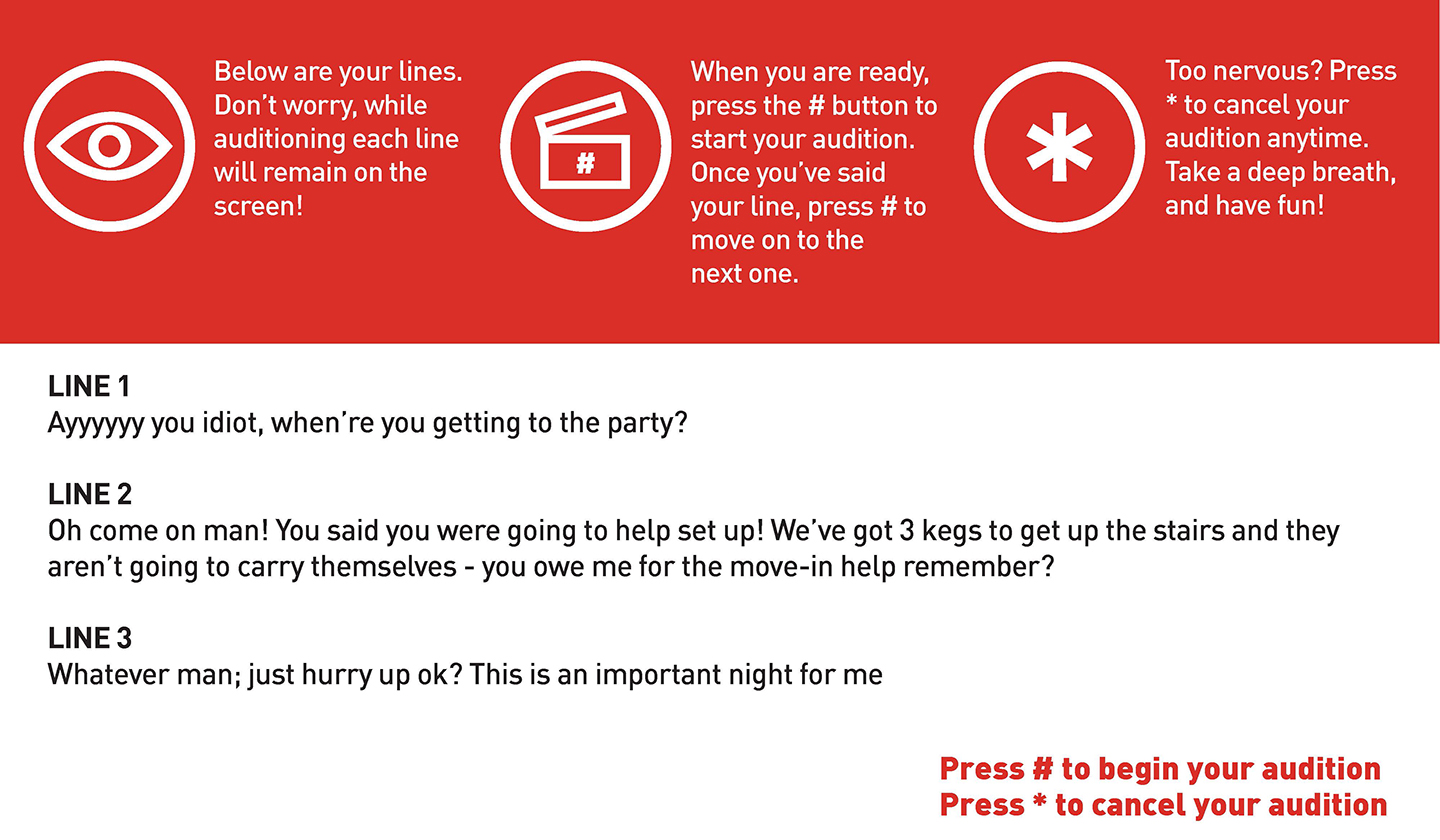 Below are your lines.
Don’t worry, while
auditioning each line
will remain on the
screen!
#
When you are ready,
press the # button to
start your audition.
Once you’ve said
your line, press # to
move on to the
next one.
*
Too nervous? Press
* to cancel your
audition anytime.
Take a deep breath,
and have fun!
LINE 1
Ayyyyyy you idiot, when’re you getting to the party?
LINE 2
Oh come on man! You said you were going to help set up! We’ve got 3 kegs to get up the stairs and they
aren’t going to carry themselves - you owe me for the move-in help remember?
LINE 3
Whatever man; just hurry up ok? This is an important night for me
Press # to begin your audition
Press * to cancel your audition